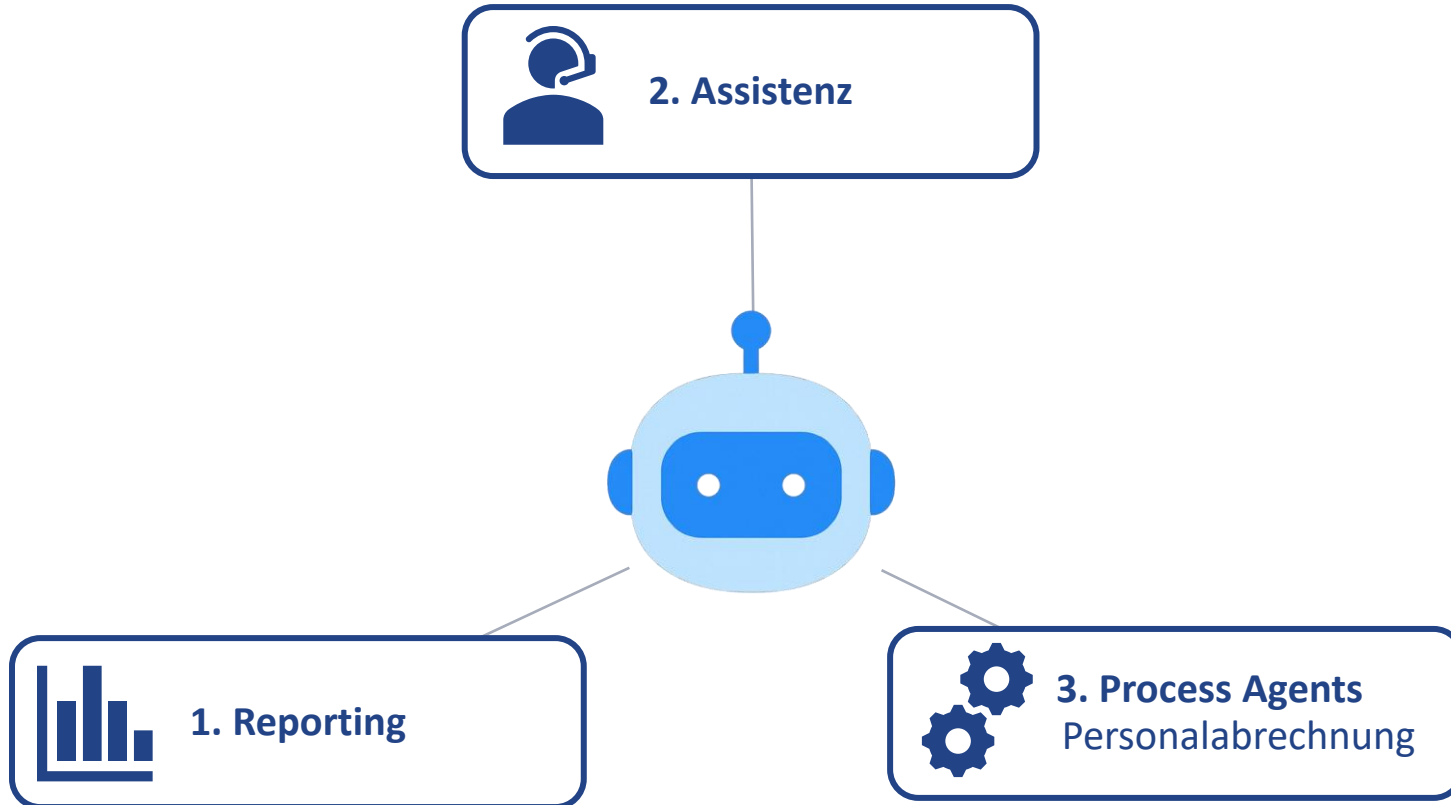 2. Assistenz
1. Reporting
3. Process Agents
Personalabrechnung